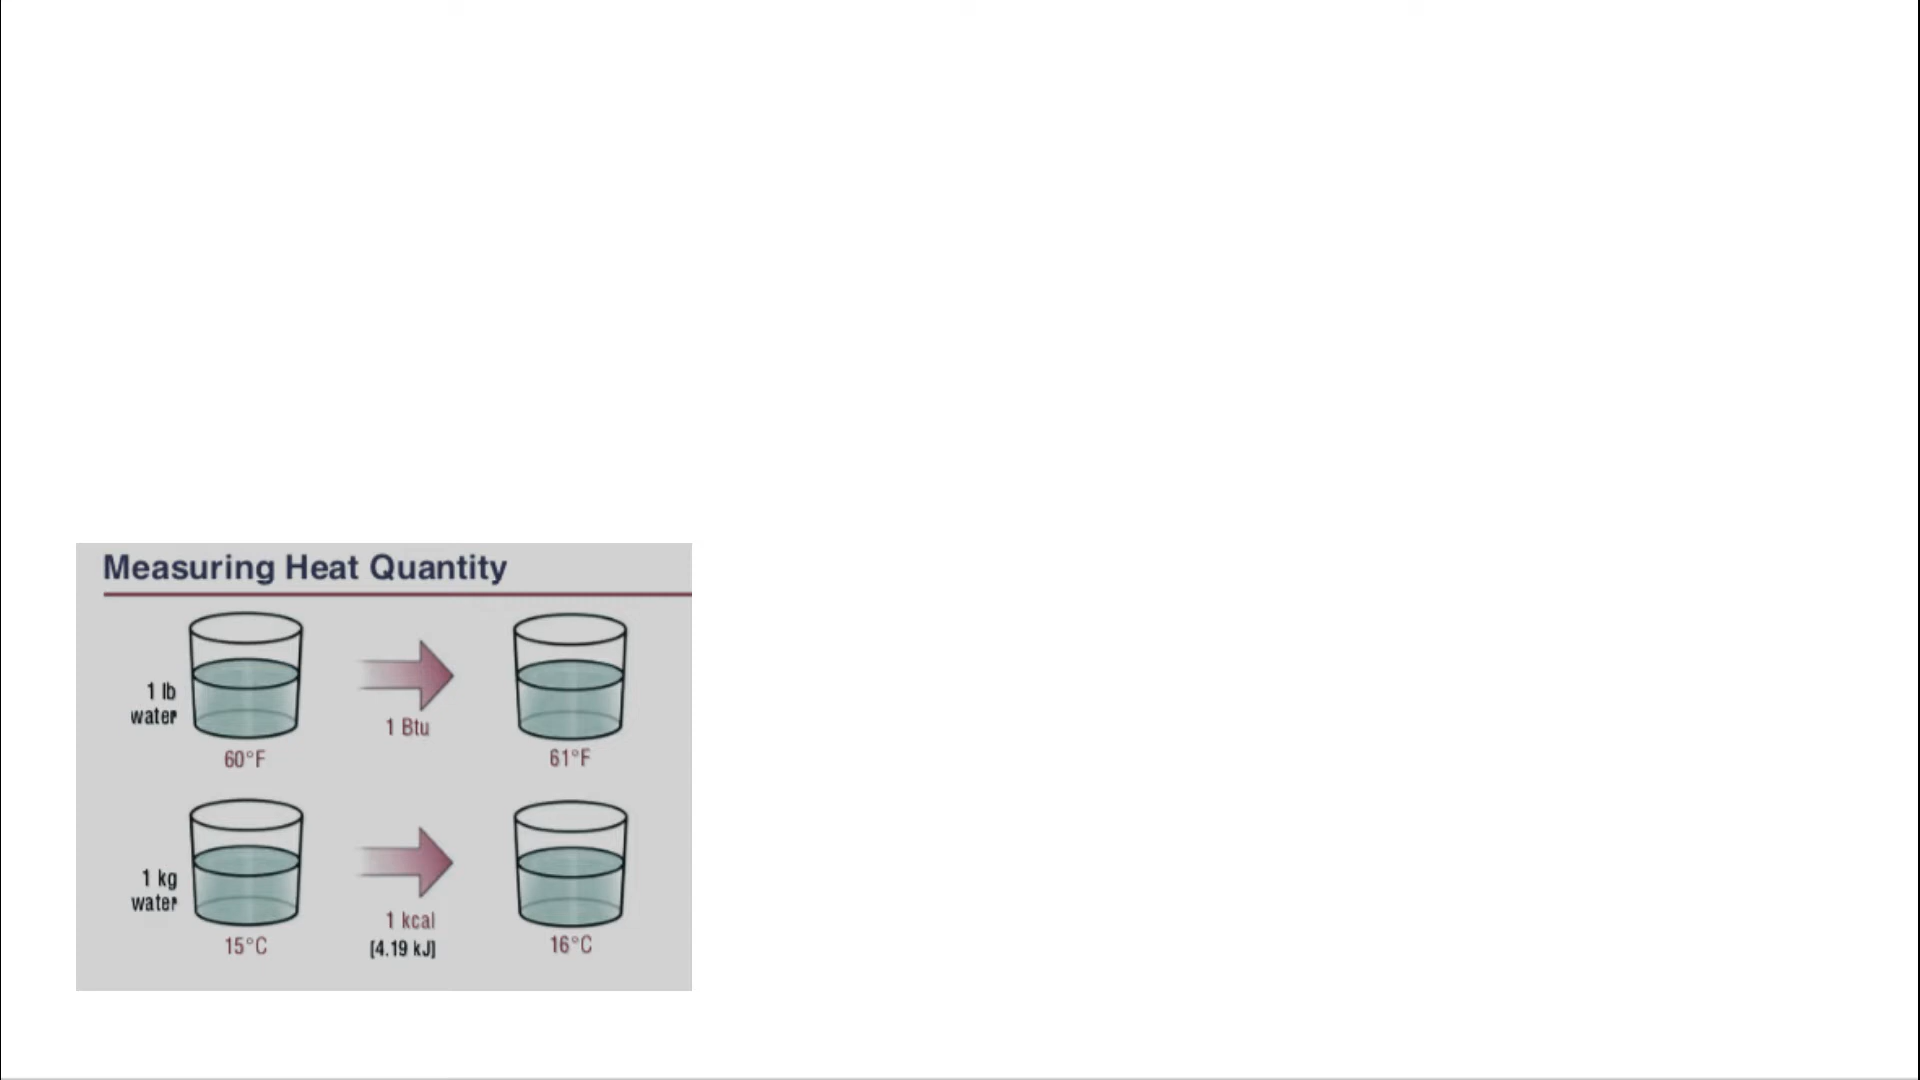 Measuring Heat Quantity
1 lb
water
1 Btu
60°F
61°F
1 kg
water
1 kcal
[4.19 kJ]
15°C
16°C